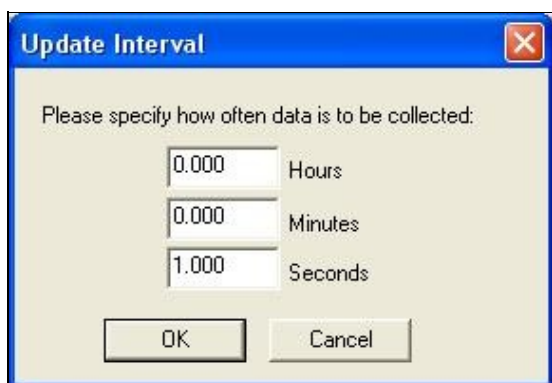 Update Interval
Please specify how often data is to be collected:
0.000 Hours
0.000 Minutes
1.000 Seconds
OK Cancel